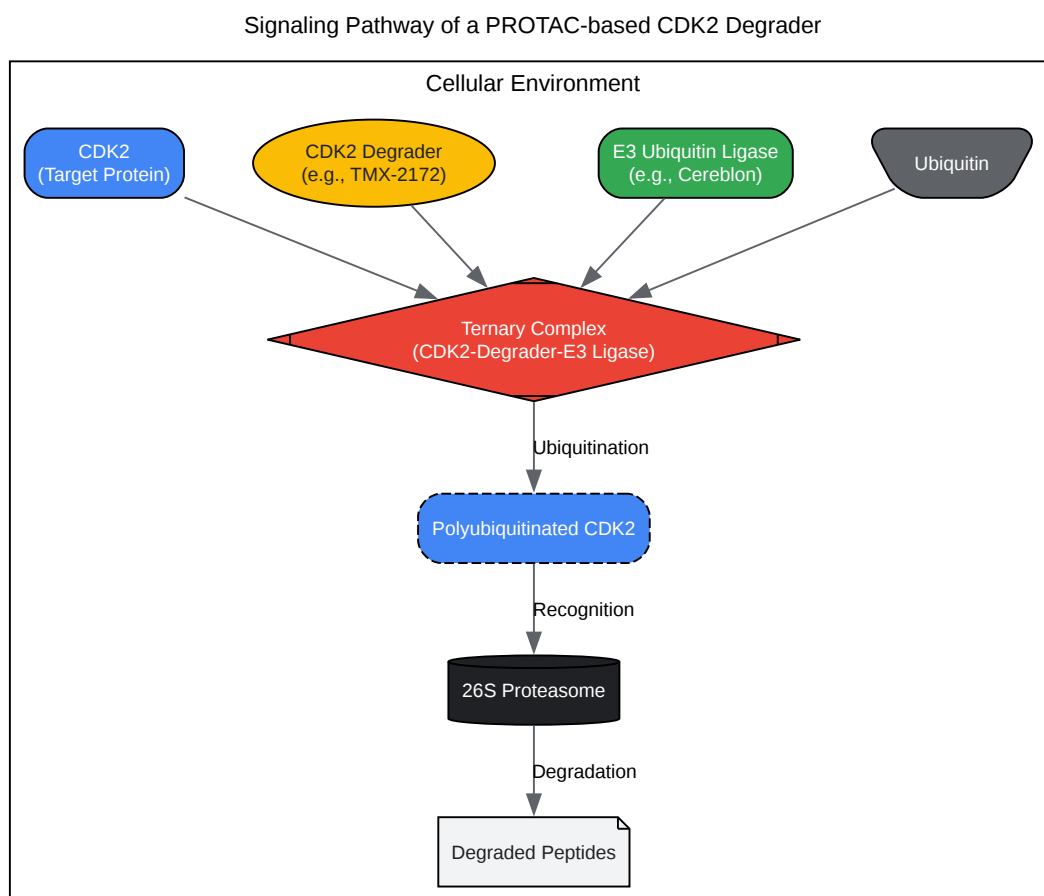 Signaling Pathway of a PROTAC-based CDK2 Degrader
Cellular Environment
CDK2
(Target Protein)
CDK2 Degrader
(e.g., TMX-2172)
E3 Ubiquitin Ligase
(e.g., Cereblon)
Ubiquitin
Ternary Complex
(CDK2-Degrader-E3 Ligase)
Ubiquitination
Polyubiquitinated CDK2
Recognition
26S Proteasome
Degradation
Degraded Peptides